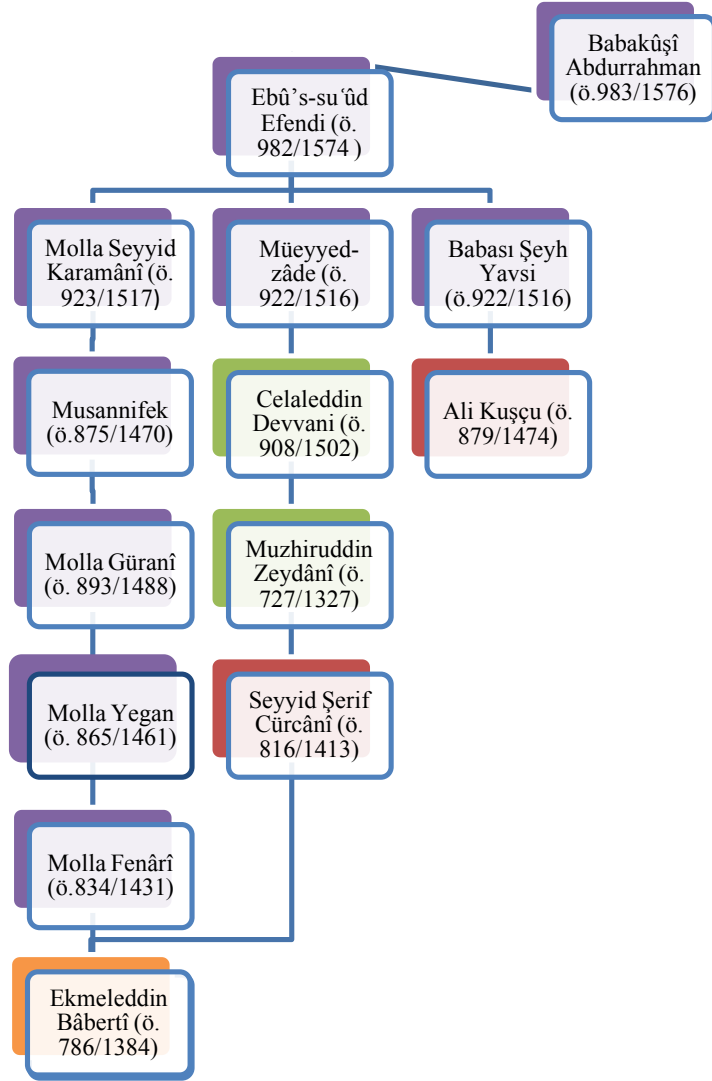 Babakûşî
Abdurrahman
(ö.983/1576)
Ebû’s-su‘ûd
Efendi (ö.
982/1574 )
Molla Seyyid
Karamânî (ö.
923/1517)
Müeyyed-
zâde (ö.
922/1516)
Babası Şeyh
Yavsi
(ö.922/1516)
Musannifek
(ö.875/1470)
Celaleddin
Devvani (ö.
908/1502)
Ali Kuşçu (ö.
879/1474)
Molla Güranî
(ö. 893/1488)
Muzhiruddin
Zeydânî (ö.
727/1327)
Molla Yegan
(ö. 865/1461)
Seyyid Şerif
Cürcânî (ö.
816/1413)
Molla Fenârî
(ö.834/1431)
Ekmeleddin
Bâbertî (ö.
786/1384)